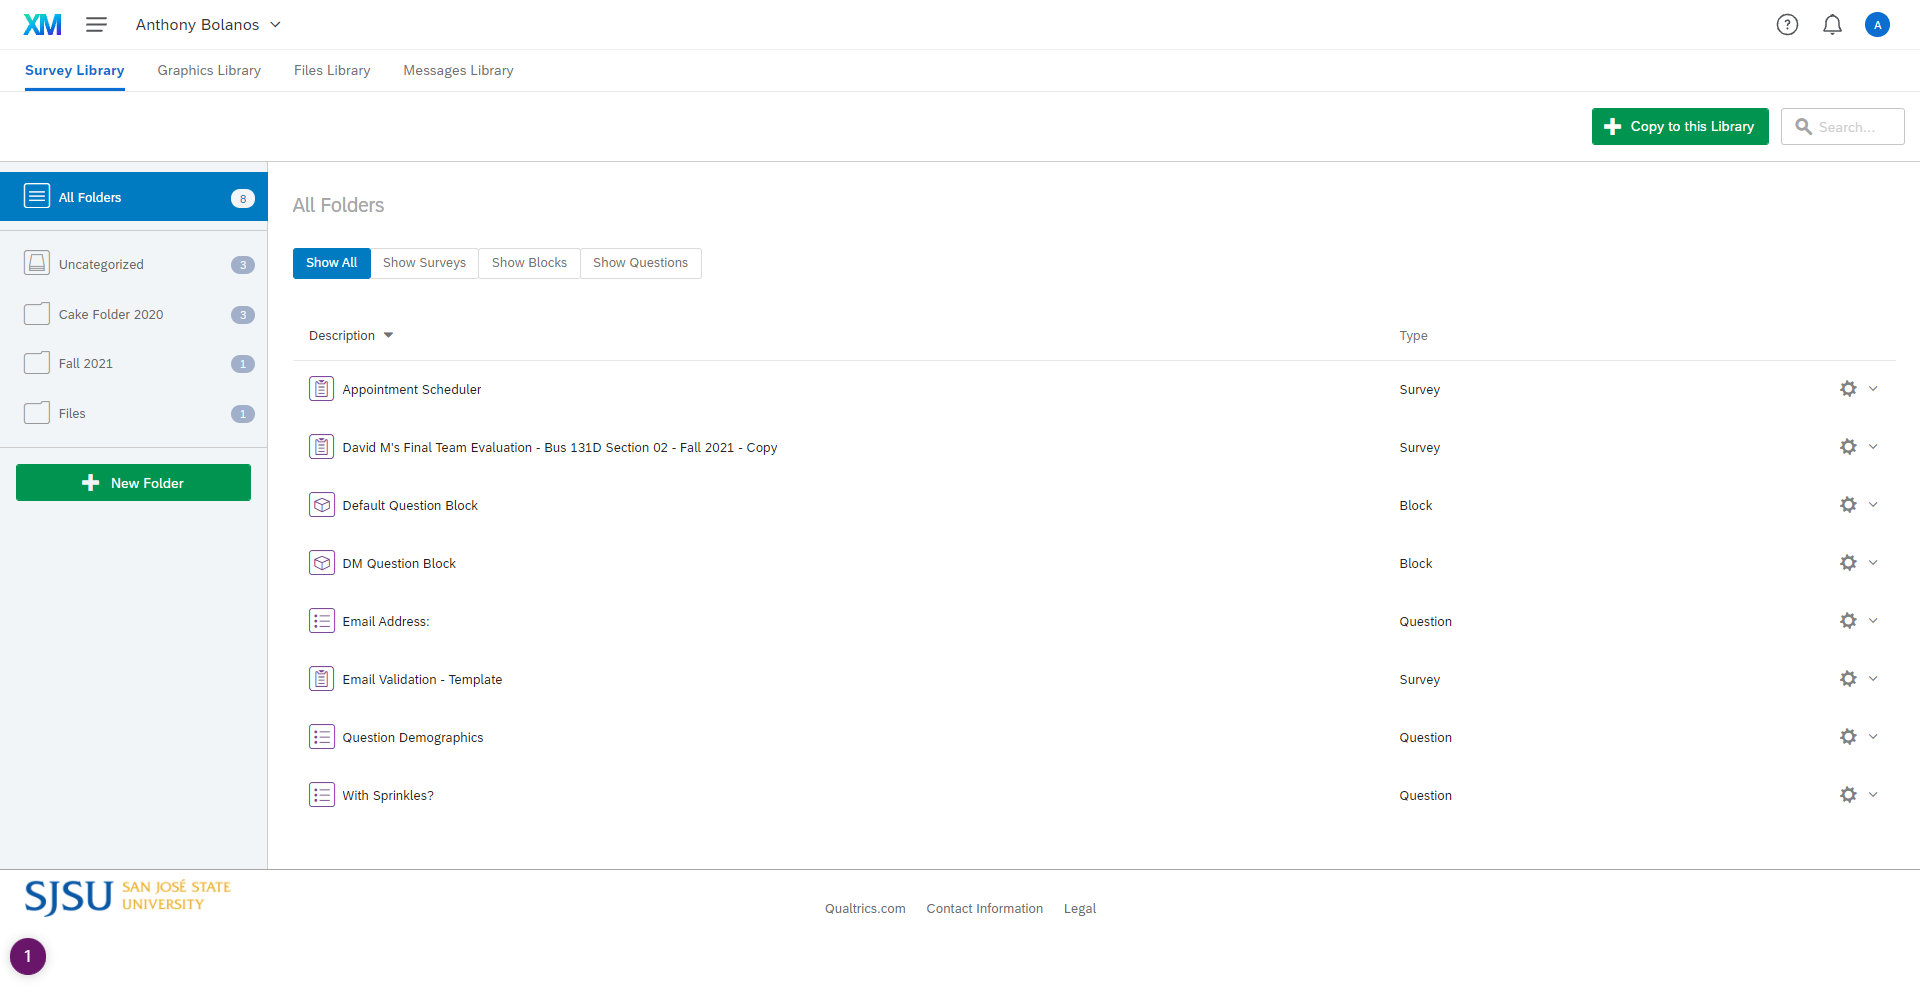 XM Anthony Bolanos ? A
Survey Library Graphics Library Files Library Messages Library
Copy to this Library Search...
All Folders 8
Uncategorized 3
Cake Folder 2020 3
Fall 2021 1
Files 1
New Folder
All Folders
Show All Show Surveys Show Blocks Show Questions
Description Type
Appointment Scheduler Survey
David M's Final Team Evaluation - Bus 131D Section 02 - Fall 2021 - Copy Survey
Default Question Block Block
DM Question Block Block
Email Address: Question
Email Validation - Template Survey
Question Demographics Question
With Sprinkles? Question
SJSU SAN JOSÉ STATE
UNIVERSITY
Qualtrics.com Contact Information Legal
1